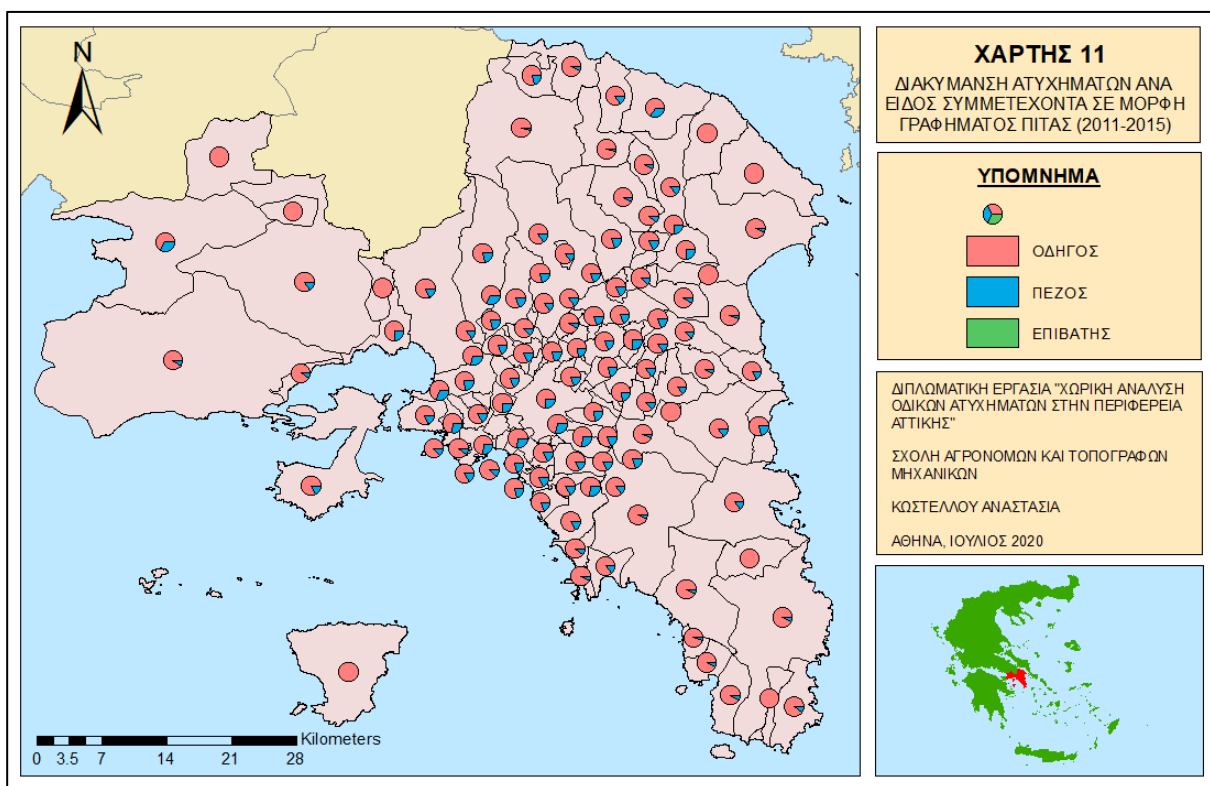 N
ΧΑΡΤΗΣ 11
ΔΙΑΚΥΜΑΝΣΗ ΑΤΥΧΗΜΑΤΩΝ ΑΝΑ
ΕΙΔΟΣ ΣΥΜΜΕΤΕΧΟΝΤΑ ΣΕ ΜΟΡΦΗ
ΓΡΑΦΗΜΑΤΟΣ ΠΙΤΑΣ (2011-2015)
ΥΠΟΜΝΗΜΑ
ΟΔΗΓΟΣ
ΠΕΖΟΣ
ΕΠΙΒΑΤΗΣ
ΔΙΠΛΩΜΑΤΙΚΗ ΕΡΓΑΣΙΑ "ΧΩΡΙΚΗ ΑΝΑΛΥΣΗ
ΟΔΙΚΩΝ ΑΤΥΧΗΜΑΤΩΝ ΣΤΗΝ ΠΕΡΙΦΕΡΕΙΑ
ΑΤΤΙΚΗΣ"
ΣΧΟΛΗ ΑΓΡΟΝΟΜΩΝ ΚΑΙ ΤΟΠΟΓΡΑΦΩΝ
ΜΗΧΑΝΙΚΩΝ
ΚΩΣΤΕΛΛΟΥ ΑΝΑΣΤΑΣΙΑ
ΑΘΗΝΑ, ΙΟΥΛΙΟΣ 2020
Kilometers
0 3.5 7 14 21 28